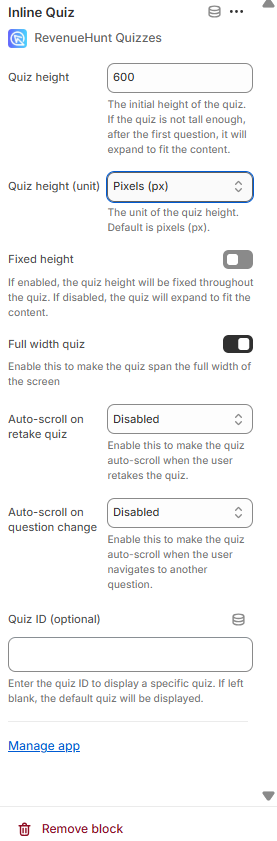 Inline Quiz
RevenueHunt Quizzes
Quiz height
600
The initial height of the quiz.
If the quiz is not tall enough,
after the first question, it will
expand to fit the content.
Quiz height (unit)
Pixels (px)
The unit of the quiz height.
Default is pixels (px).
Fixed height
If enabled, the quiz height will be fixed throughout
the quiz. If disabled, the quiz will expand to fit the
content.
Full width quiz
Enable this to make the quiz span the full width of
the screen
Auto-scroll on
retake quiz
Disabled
Enable this to make the quiz
auto-scroll when the user
retakes the quiz.
Auto-scroll on
question change
Disabled
Enable this to make the quiz
auto-scroll when the user
navigates to another
question.
Quiz ID (optional)
Enter the quiz ID to display a specific quiz. If left
blank, the default quiz will be displayed.
Manage app
Remove block